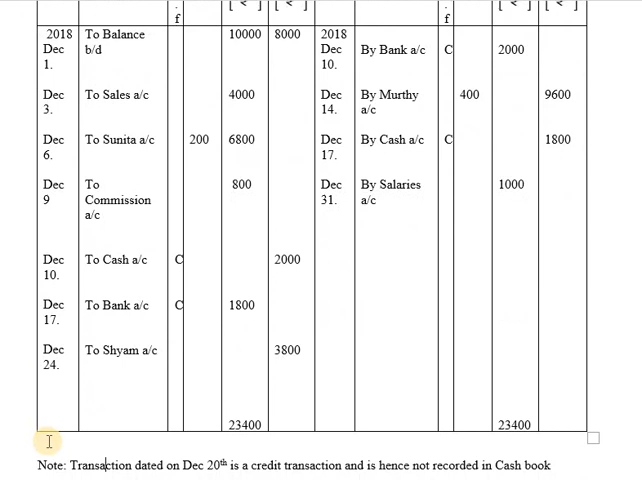 [ ₹ ] [ ₹ ] . [ ₹ ] [ ₹ ]
f f
2018 To Balance 10000 8000 2018
Dec b/d Dec By Bank a/c C 2000
1. 10.
Dec To Sales a/c 4000 Dec By Murthy 400 9600
3. 14. a/c
Dec To Sunita a/c 200 6800 Dec By Cash a/c C 1800
6. 17.
Dec To 800 Dec By Salaries 1000
9 Commission 31. a/c
a/c
Dec To Cash a/c C 2000
10.
Dec To Bank a/c C 1800
17.
Dec To Shyam a/c 3800
24.
23400 23400
Note: Transaction dated on Dec 20th is a credit transaction and is hence not recorded in Cash book